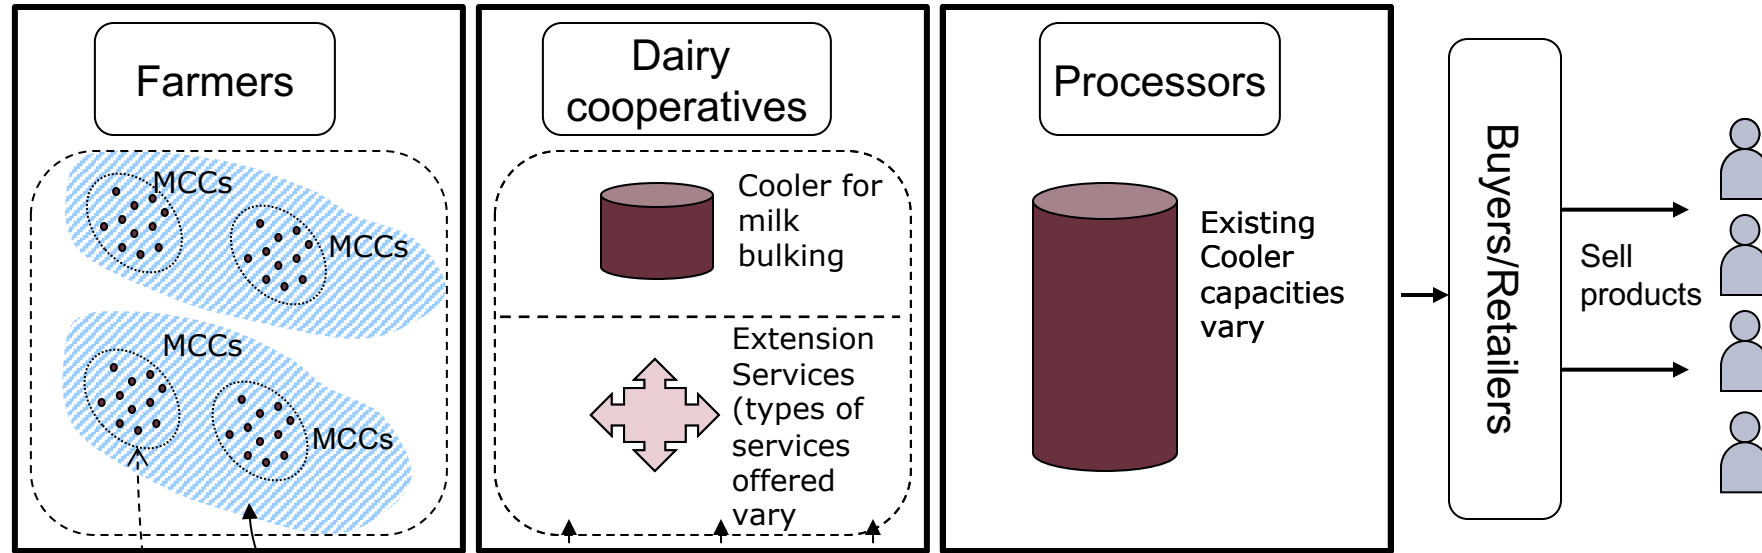 Farmers
MCCs
MCCs
MCCs
MCCs
Dairy
cooperatives
Cooler for
milk
bulking
Extension
Services
(types of
services
offered
vary
Processors
Existing
Cooler
capacities
vary
Buyers/Retailers
Sell
products